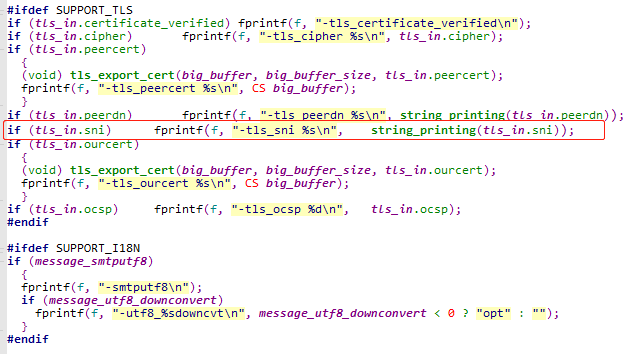 #ifdef SUPPORT_TLS
if (tls_in.certificate_verified) fprintf(f, "-tls_certificate_verified\n");
if (tls_in.cipher)       fprintf(f, "-tls_cipher %s\n", tls_in.cipher);
if (tls_in.peercert)
  {
  (void) tls_export_cert(big_buffer, big_buffer_size, tls_in.peercert);
  fprintf(f, "-tls_peercert %s\n", CS big_buffer);
  }
if (tls_in.peerdn)       fprintf(f, "-tls_peerdn %s\n", string_printing(tls_in.peerdn));
if (tls_in.sni)      fprintf(f, "-tls_sni %s\n",    string_printing(tls_in.sni));
if (tls_in.ourcert)
  {
  (void) tls_export_cert(big_buffer, big_buffer_size, tls_in.ourcert);
  fprintf(f, "-tls_ourcert %s\n", CS big_buffer);
  }
if (tls_in.ocsp)     fprintf(f, "-tls_ocsp %d\n",   tls_in.ocsp);
#endif

#ifdef SUPPORT_I18N
if (message_smtputf8)
  {
  fprintf(f, "-smtputf8\n");
  if (message_utf8_downconvert)
    fprintf(f, "-utf8_%sdowncvt\n", message_utf8_downconvert < 0 ? "opt" : "");
  }
#endif